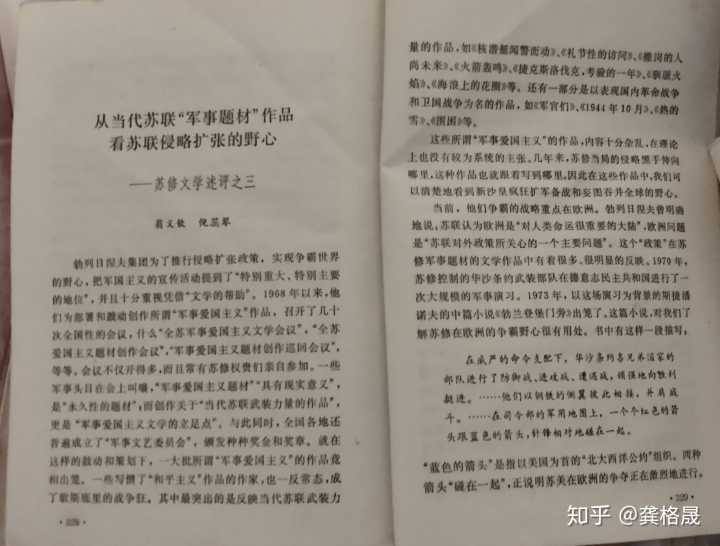 从当代苏联“军事题材”作品
看苏联侵略扩张的野心
——苏修文学述评之三
翁义钦 倪蕊琴
勃列日涅夫集团为了推行侵略扩张政策，实现争霸世界
的野心，把军国主义的宣传活动提到了“特别重大、特别主要
的地位”，并且十分重视凭借“文学的帮助”。1968年以来，他
们为部署和鼓动创作所谓“军事爱国主义”作品，召开了几十
次全国性的会议，什么“全苏军事爱国主义文学会议”，“全苏
爱国主义题材创作会议”，“军事爱国主义创作巡回会议”，
等等。会议不仅开得多，而且常有苏修权贵们亲自参加。一些
军事头目在会上叫嚷，“军事爱国主义题材”“具有现实意义”，
是“永久性的题材”，而创作关于“当代苏联武装力量的作品”，
更是“军事爱国主义文学的立足点”。与此同时，全国各地还
普遍成立了“军事文艺委员会”，颁发种种奖金和奖章。就在
这样的鼓动和策划下，一大批所谓“军事爱国主义”的作品竞
相出笼。一些写惯了“和平主义”作品的作家，也一反常态，成
了歇斯底里的战争狂。其中最突出的是反映当代苏联武装力
·328·
量的作品，如《核潜艇闻警而动》、《礼节性的访问》、《推岗的人
尚未来》、《火箭轰鸣》、《捷克斯洛伐克，考验的一年》、《驯服火
焰》、《海浪上的花圈》等。还有一部分是以表现国内革命战争
和卫国战争为名的作品，如《军官们》、《1944年10月》、《热的
雪》、《围困》等。
这些所谓“军事爱国主义”的作品，内容十分杂乱，在理论
上也没有较为系统的主张。几年来，苏修当局的侵略黑手伸向
哪里，这种作品也就跟着写到哪里。因此在这些作品中，我们可
以清楚地看到新沙皇疯狂扩军备战和妄图吞并全球的野心。
当前，他们争霸的战略重点在欧洲。勃列日涅夫曾明确
地说，苏联认为欧洲是“对人类命运很重要的大陆”，欧洲问题
是“苏联对外政策所关心的一个主要问题”。这个“政策”在苏
修军事题材的文学作品中有着很多、很明显的反映。1970年，
苏修控制的华沙条约武装部队在德意志民主共和国进行了一
次大规模的军事演习。1973年，以这场演习为背景的斯捷潘
诺夫的中篇小说《勃兰登堡门旁》出笼了。这篇小说，对我们了
解苏修在欧洲的争霸野心很有用处。书中有这样一段描写：
在威严的命令支配下，华沙条约各兄弟国家的
部队进行了防御战、进攻战、遭遇战，顽强地向胜利
挺进。……他们以钢铁的侧翼彼此相接，并肩战
斗。……在司令部的军用地图上，一个个红色的箭
头跟蓝色的箭头，针锋相对地碰在一起。
“蓝色的箭头”是指以美国为首的“北大西洋公约”组织。两种
箭头“碰在一起”，正说明苏美在欧洲的争夺正在激烈地进行。
·329·
知乎 @龚格晟